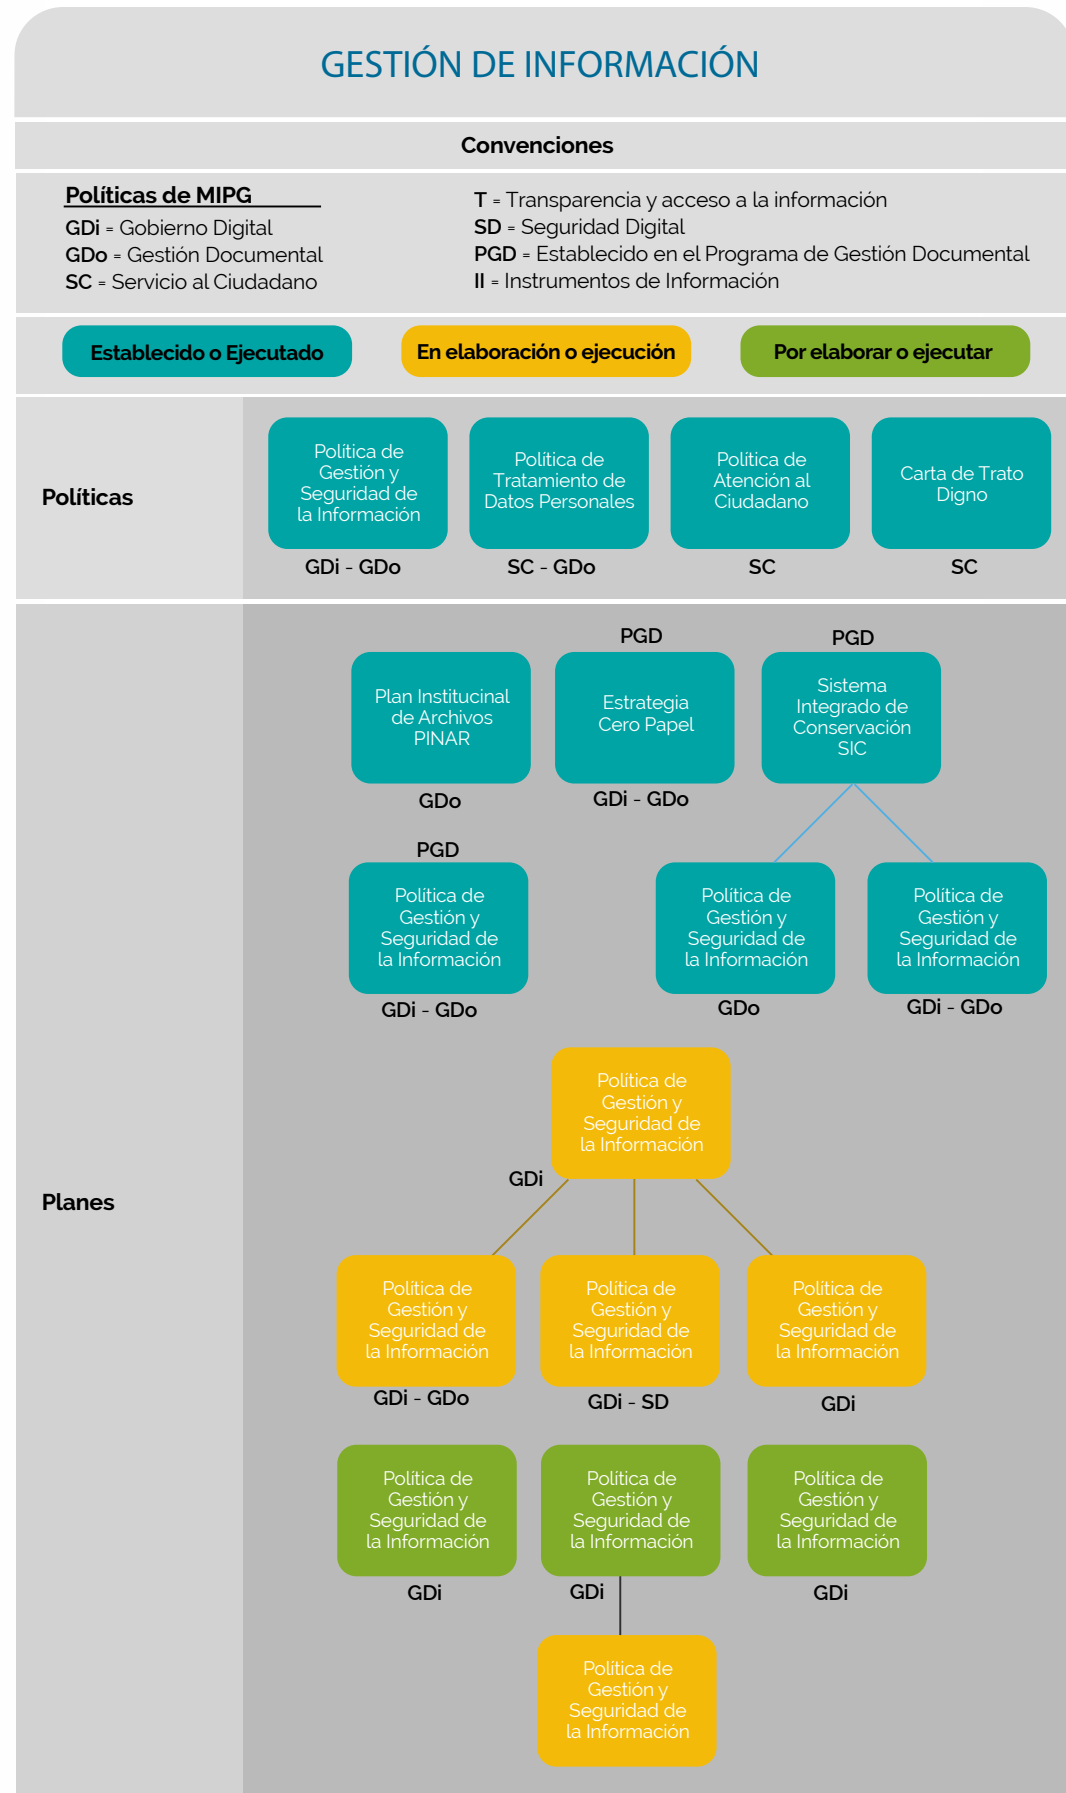 GESTIÓN DE INFORMACIÓN
Convenciones
Políticas de MIPG
GDi = Gobierno Digital
GDo = Gestión Documental
SC = Servicio al Ciudadano
T = Transparencia y acceso a la información
SD = Seguridad Digital
PGD = Establecido en el Programa de Gestión Documental
II = Instrumentos de Información
Establecido o Ejecutado
En elaboración o ejecución
Por elaborar o ejecutar
Políticas
Política de
Gestión y
Seguridad de
la Información
GDi - GDo
Política de
Tratamiento de
Datos Personales
SC - GDo
Política de
Atención al
Ciudadano
SC
Carta de Trato
Digno
SC
Planes
Plan Institucinal
de Archivos
PINAR
GDo
PGD
Estrategia
Cero Papel
GDi - GDo
PGD
Sistema
Integrado de
Conservación
SIC
PGD
Política de
Gestión y
Seguridad de
la Información
GDi - GDo
Política de
Gestión y
Seguridad de
la Información
GDo
Política de
Gestión y
Seguridad de
la Información
GDi - GDo
Política de
Gestión y
Seguridad de
la Información
GDi
Política de
Gestión y
Seguridad de
la Información
GDi - GDo
Política de
Gestión y
Seguridad de
la Información
GDi - SD
Política de
Gestión y
Seguridad de
la Información
GDi
Política de
Gestión y
Seguridad de
la Información
GDi
Política de
Gestión y
Seguridad de
la Información
GDi
Política de
Gestión y
Seguridad de
la Información
GDi
Política de
Gestión y
Seguridad de
la Información